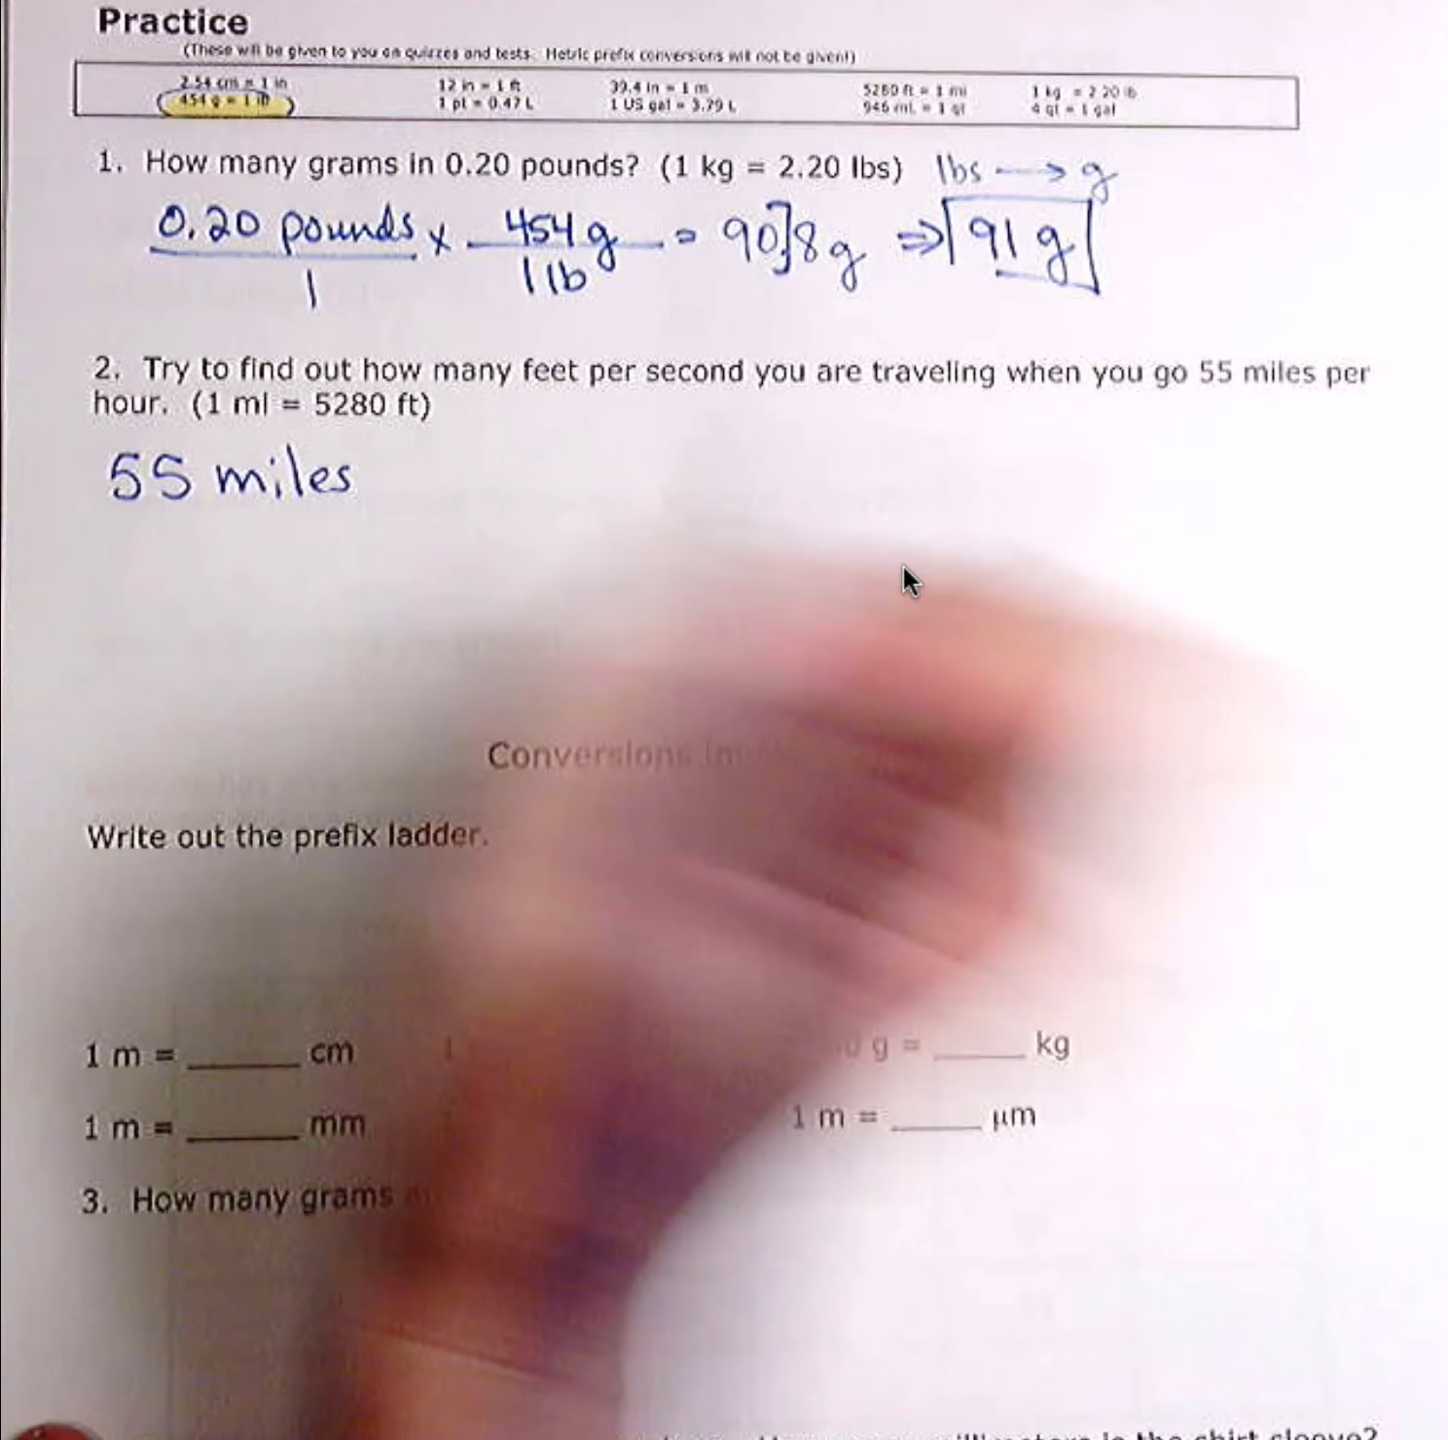 Practice
(These will be given to you on quizzes and tests. Metric prefix conversions will not be given!)
2.54 cm = 1 in 12 in = 1 ft 39.4 in = 1 m 5280 ft = 1 mi 1 kg = 2.20 lb
454 g = 1 lb 1 pt = 0.47 L 1 US gal = 3.79 L 946 mL = 1 qt 4 qt = 1 gal
1. How many grams in 0.20 pounds? (1 kg = 2.20 lbs) lbs → g
0.20 pounds x 454 g = 90.8 g ⇒ 91 g
1 1 lb
2. Try to find out how many feet per second you are traveling when you go 55 miles per
hour. (1 mi = 5280 ft)
55 miles
Conversions
Write out the prefix ladder.
1 m = ______ cm g = _____ kg
1 m = ______ mm 1 m = _____ µm
3. How many grams
in the shirt sleeve?